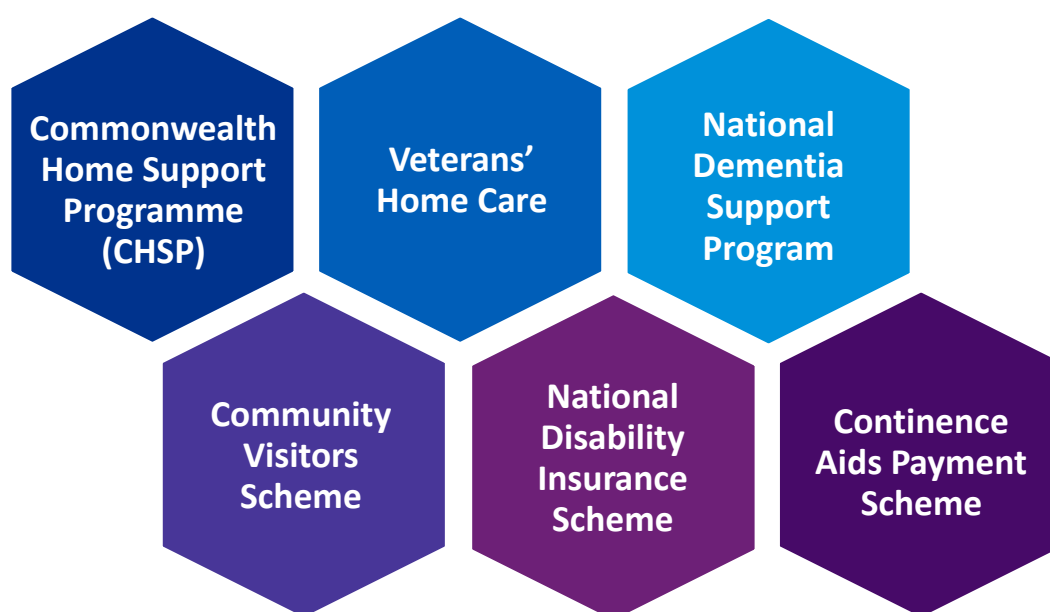 Commonwealth
Home Support
Programme
(CHSP)
Veterans’
Home Care
National
Dementia
Support
Program
Community
Visitors
Scheme
National
Disability
Insurance
Scheme
Continence
Aids Payment
Scheme